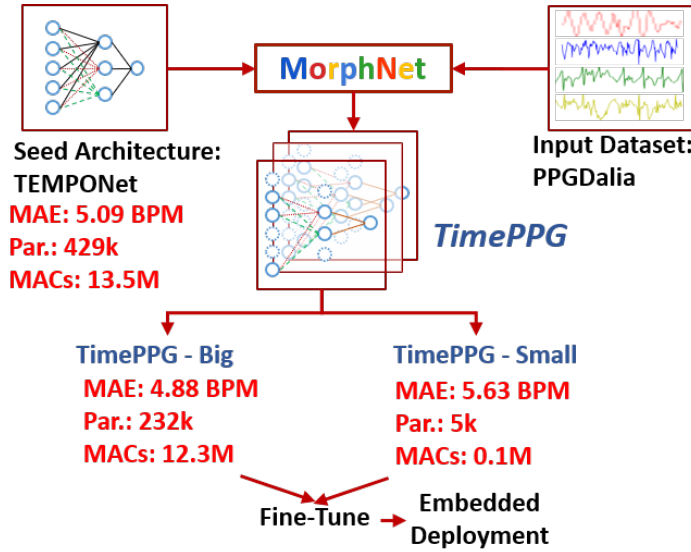 MorphNet
Seed Architecture:
TEMPONet
MAE: 5.09 BPM
Par.: 429k
MACs: 13.5M
Input Dataset:
PPGDalia
TimePPG
TimePPG - Big
MAE: 4.88 BPM
Par.: 232k
MACs: 12.3M
TimePPG - Small
MAE: 5.63 BPM
Par.: 5k
MACs: 0.1M
Fine-Tune
Embedded
Deployment